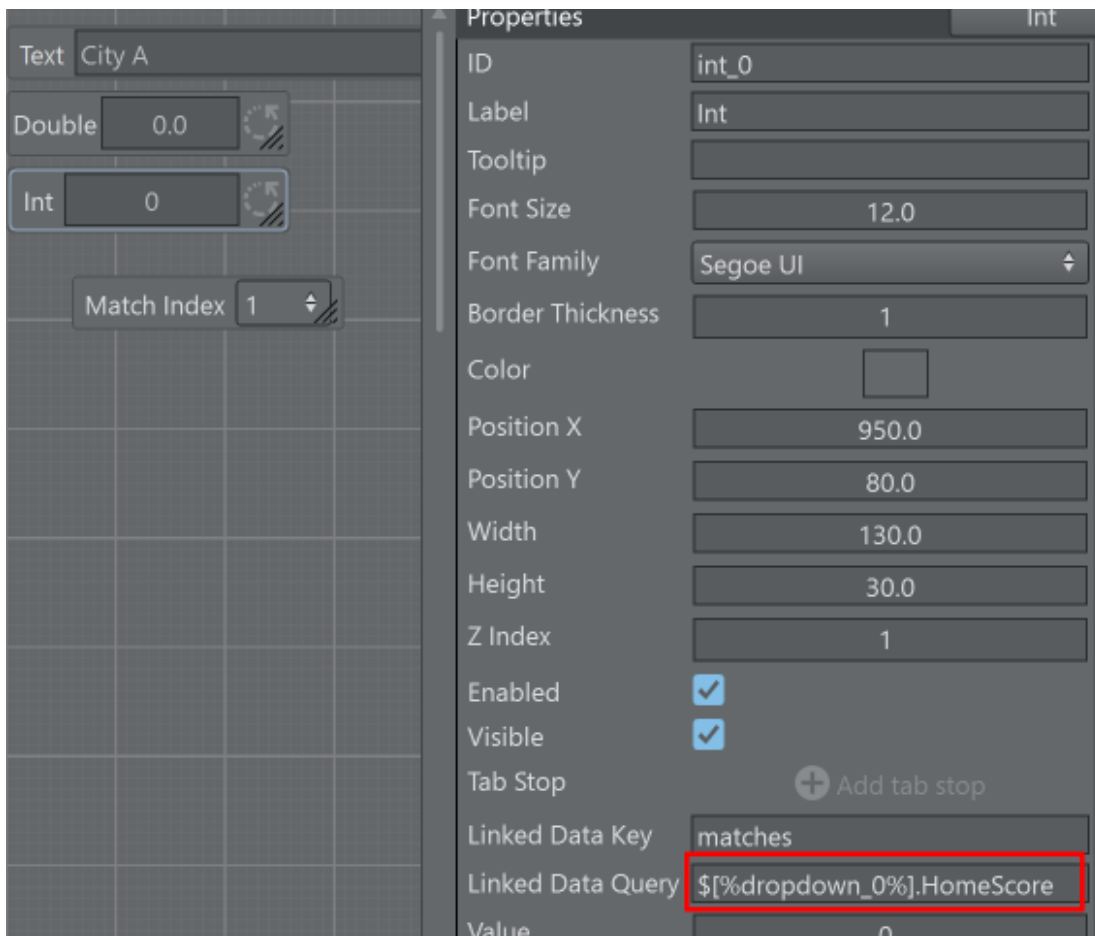 Text City A
Double 0.0
Int 0
Match Index 1
Properties Int
ID int_0
Label Int
Tooltip
Font Size 12.0
Font Family Segoe UI
Border Thickness 1
Color
Position X 950.0
Position Y 80.0
Width 130.0
Height 30.0
Z Index 1
Enabled
Visible
Tab Stop Add tab stop
Linked Data Key matches
Linked Data Query $[%dropdown_0%].HomeScore
Value 0